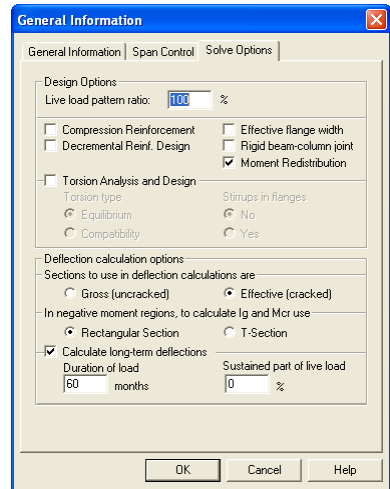 General Information
General Information Span Control Solve Options
Design Options
Live load pattern ratio: 100 %
Compression Reinforcement Effective flange width
Decremental Reinf. Design Rigid beam-column joint
Moment Redistribution
Torsion Analysis and Design
Torsion type Stirrups in flanges
Equilibrium No
Compatibility Yes
Deflection calculation options
Sections to use in deflection calculations are
Gross (uncracked) Effective (cracked)
In negative moment regions, to calculate Ig and Mcr use
Rectangular Section T-Section
Calculate long-term deflections
Duration of load Sustained part of live load
60 months 0 %
OK Cancel Help